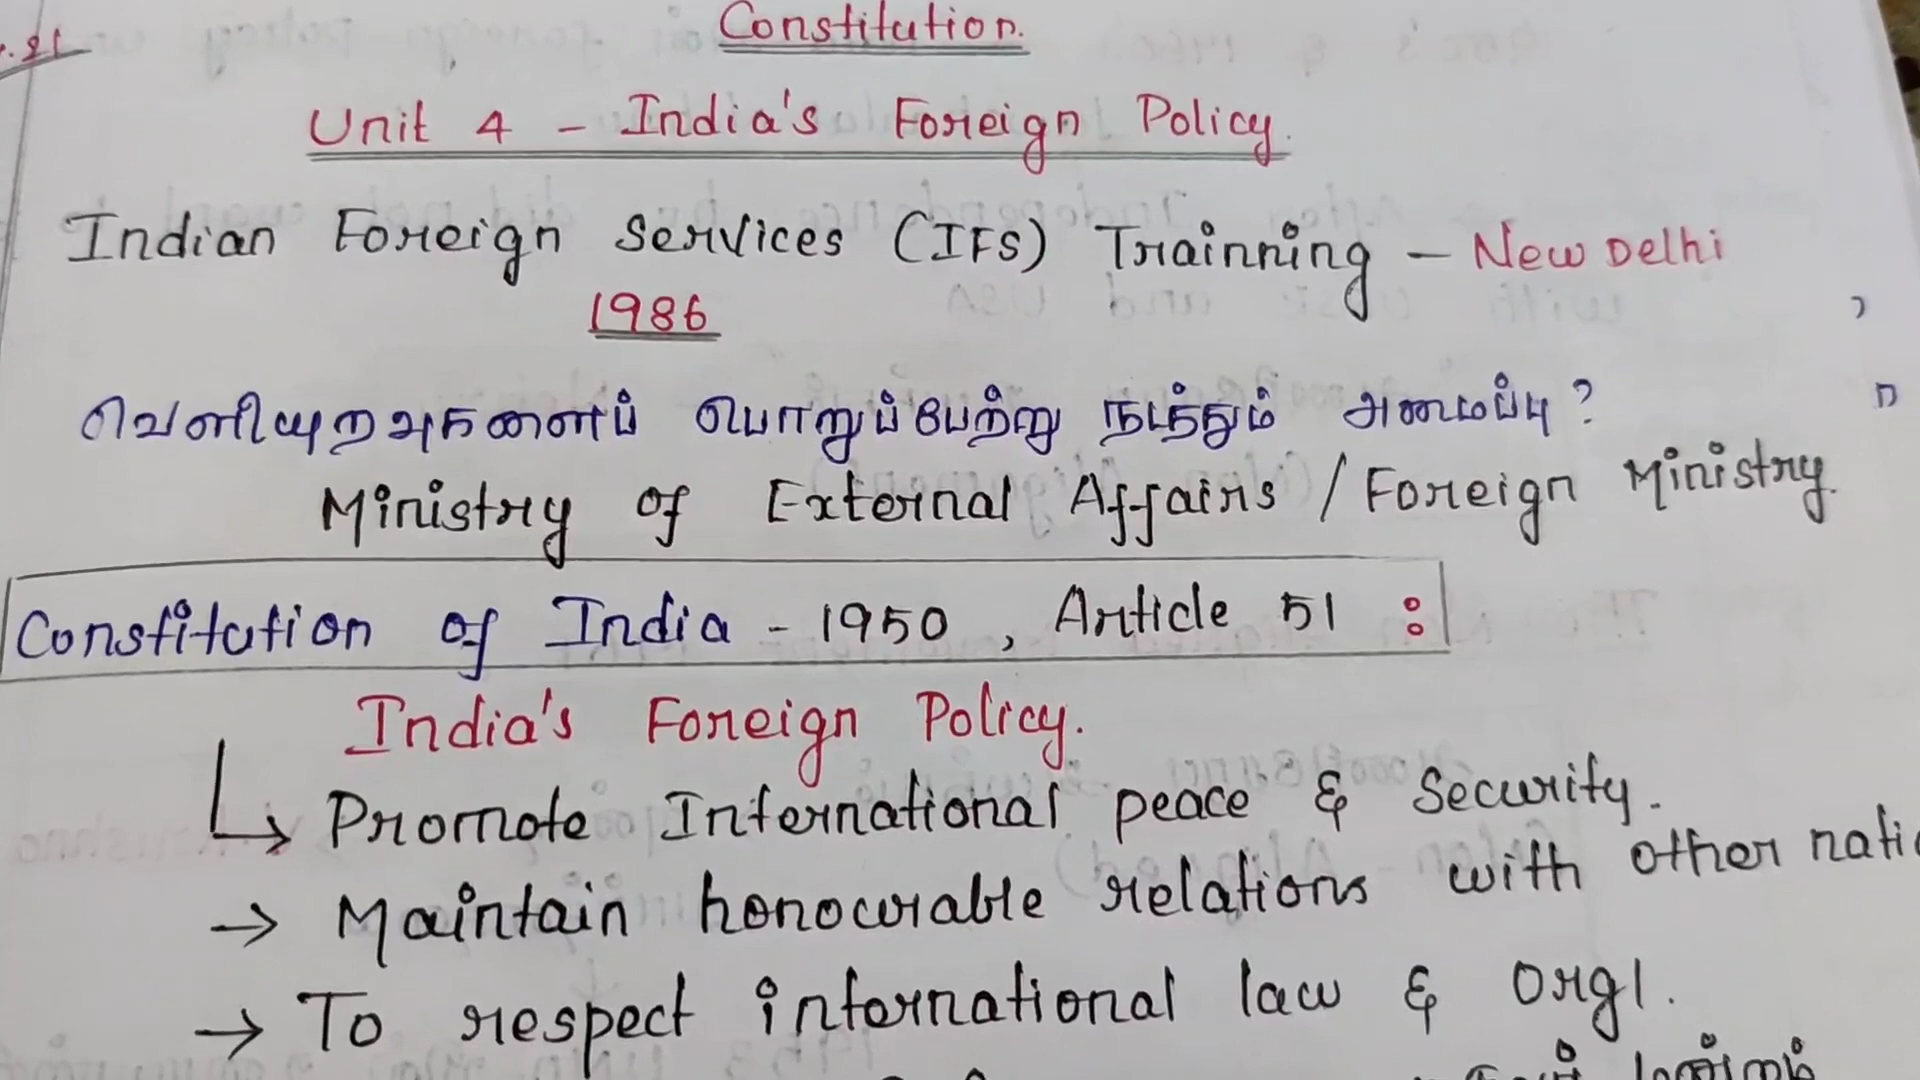 Constitution.
Unit 4 - India's Foreign Policy.
Indian Foreign Services (IFS) Trainning - New Delhi
1986
வெளியுறவுகளைப் பொறுப்பேற்று நடத்தும் அமைப்பு?
Ministry of External Affairs / Foreign Ministry.
Constitution of India - 1950, Article 51 :
India's Foreign Policy.
↳ Promote International peace & Security.
→ Maintain honourable relations with other natio
→ To respect international law & Orgl.